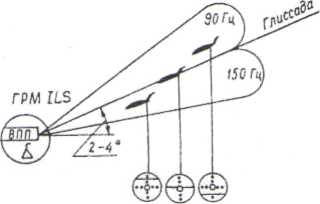 90 Гц
Глиссада
150 Гц
ГРМ ILS
ВПП
2-4°